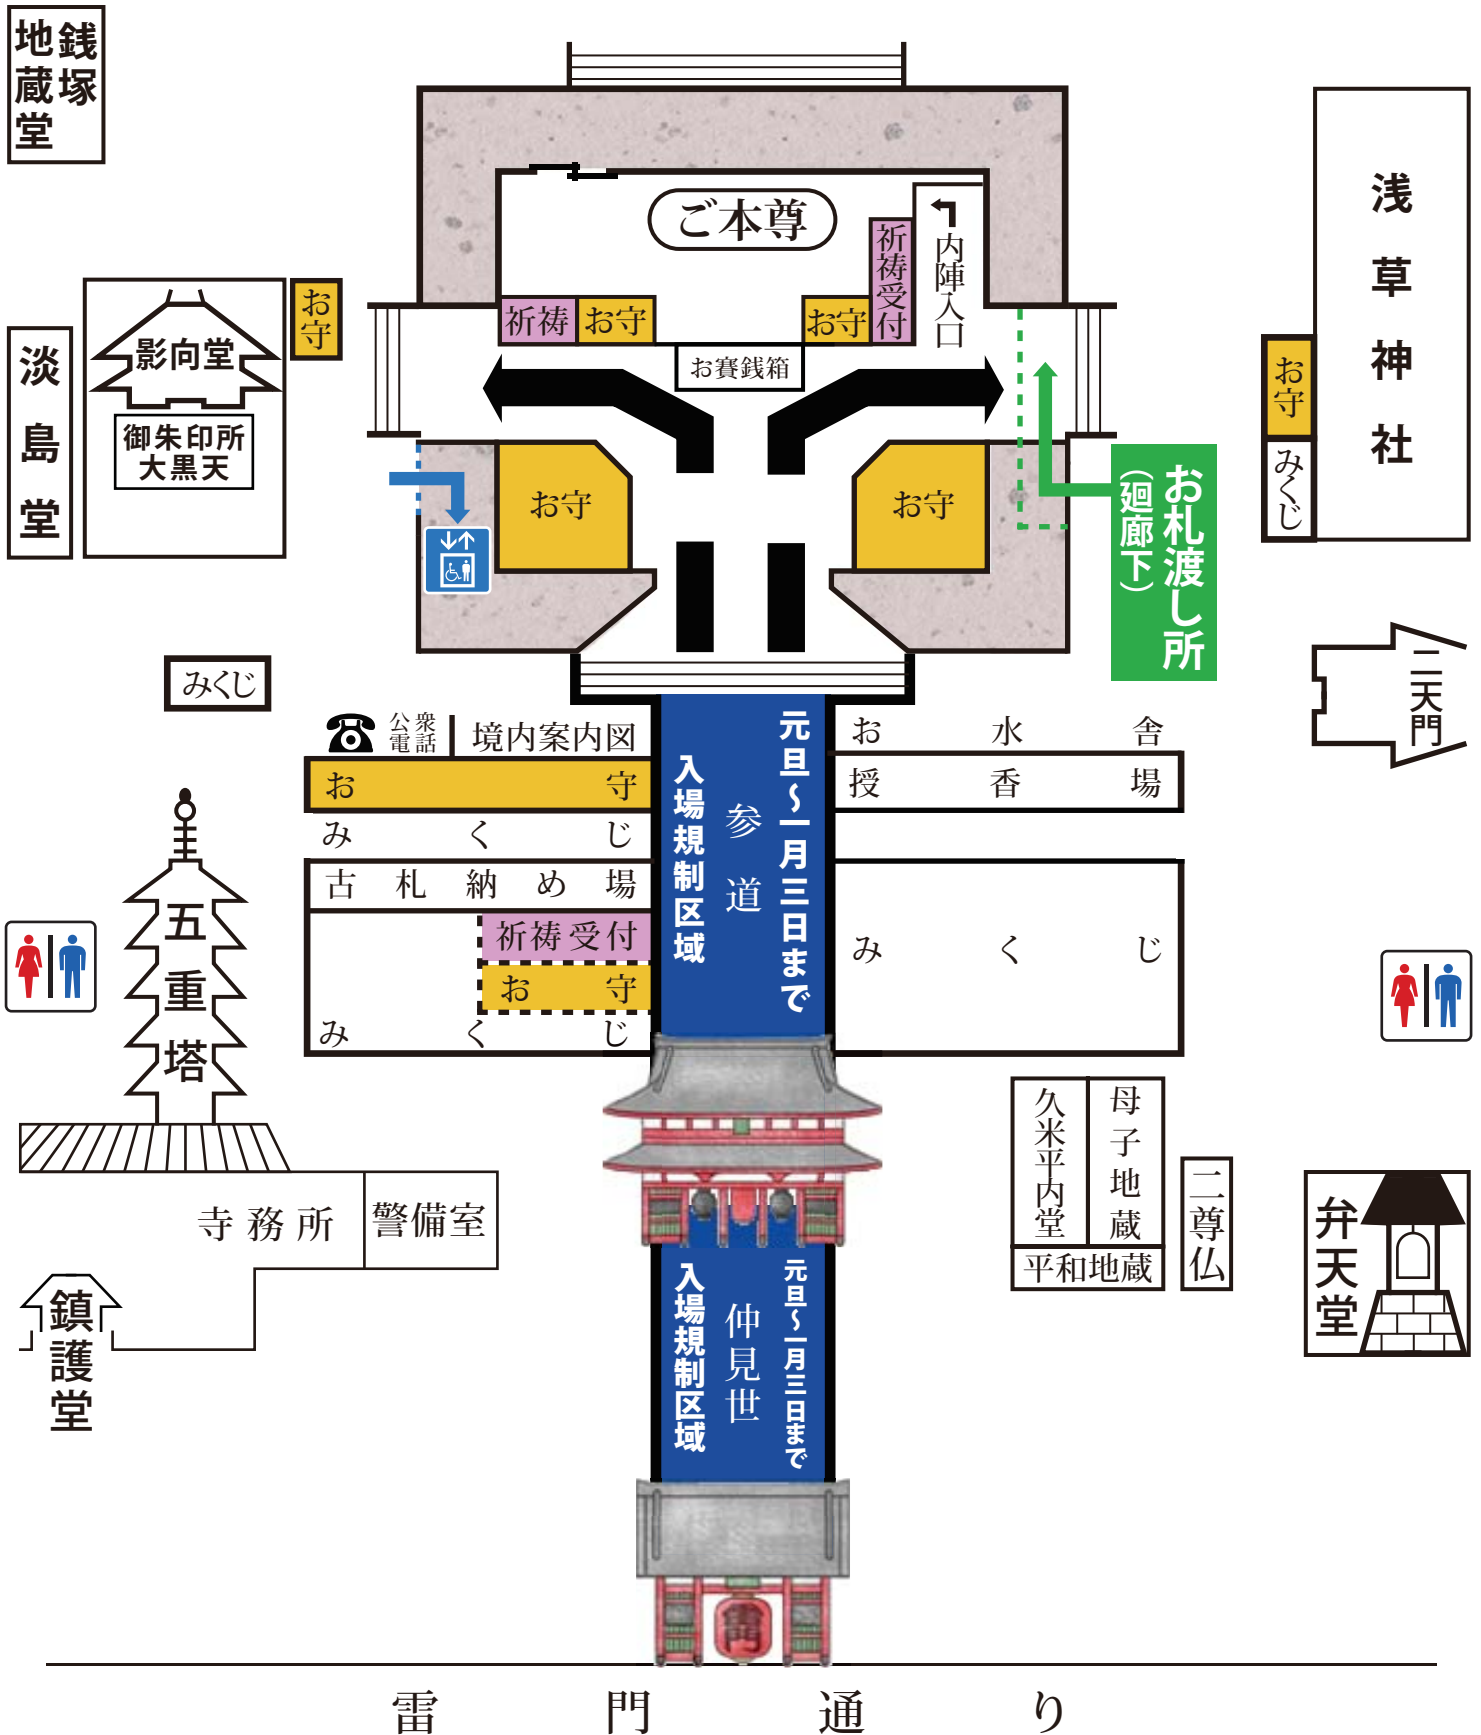 銭塚
地蔵堂
ご本尊
内陣入口
祈祷受付
祈祷
お守
お守
お賽銭箱
浅草神社
お守
みくじ
お守
影向堂
御朱印所
大黒天
淡島堂
お守
お守
お札渡し所
(廻廊下)
みくじ
二天門
公衆
電話
境内案内図
お守
みくじ
古札納め場
祈祷受付
お守
みくじ
元旦〜一月三日まで
参道
入場規制区域
お水舎
授香場
みくじ
五重塔
寺務所
警備室
鎮護堂
母子地蔵
久米平内堂
平和地蔵
二尊仏
弁天堂
元旦〜一月三日まで
仲見世
入場規制区域
雷門通り